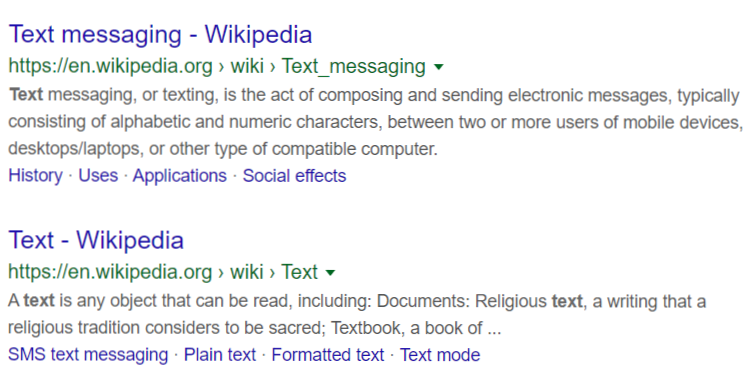 Text messaging - Wikipedia
https://en.wikipedia.org › wiki › Text_messaging
Text messaging, or texting, is the act of composing and sending electronic messages, typically
consisting of alphabetic and numeric characters, between two or more users of mobile devices,
desktops/laptops, or other type of compatible computer.
History · Uses · Applications · Social effects
Text - Wikipedia
https://en.wikipedia.org › wiki › Text
A text is any object that can be read, including: Documents: Religious text, a writing that a
religious tradition considers to be sacred; Textbook, a book of ...
SMS text messaging · Plain text · Formatted text · Text mode